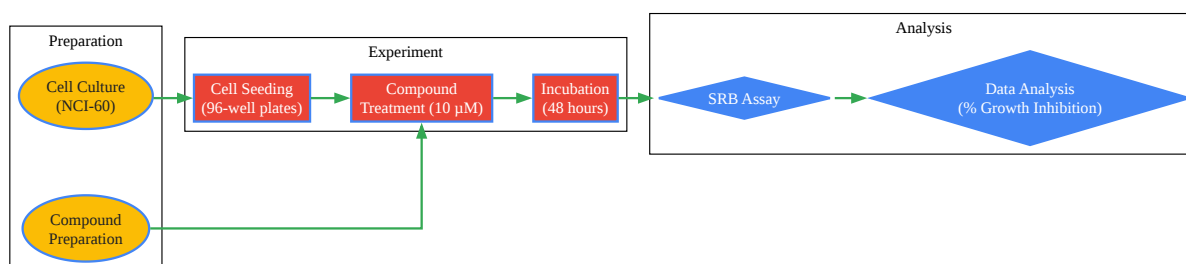 Preparation
Cell Culture
(NCI-60)
Compound
Preparation
Experiment
Cell Seeding
(96-well plates)
Compound
Treatment (10 µM)
Incubation
(48 hours)
Analysis
SRB Assay
Data Analysis
(% Growth Inhibition)